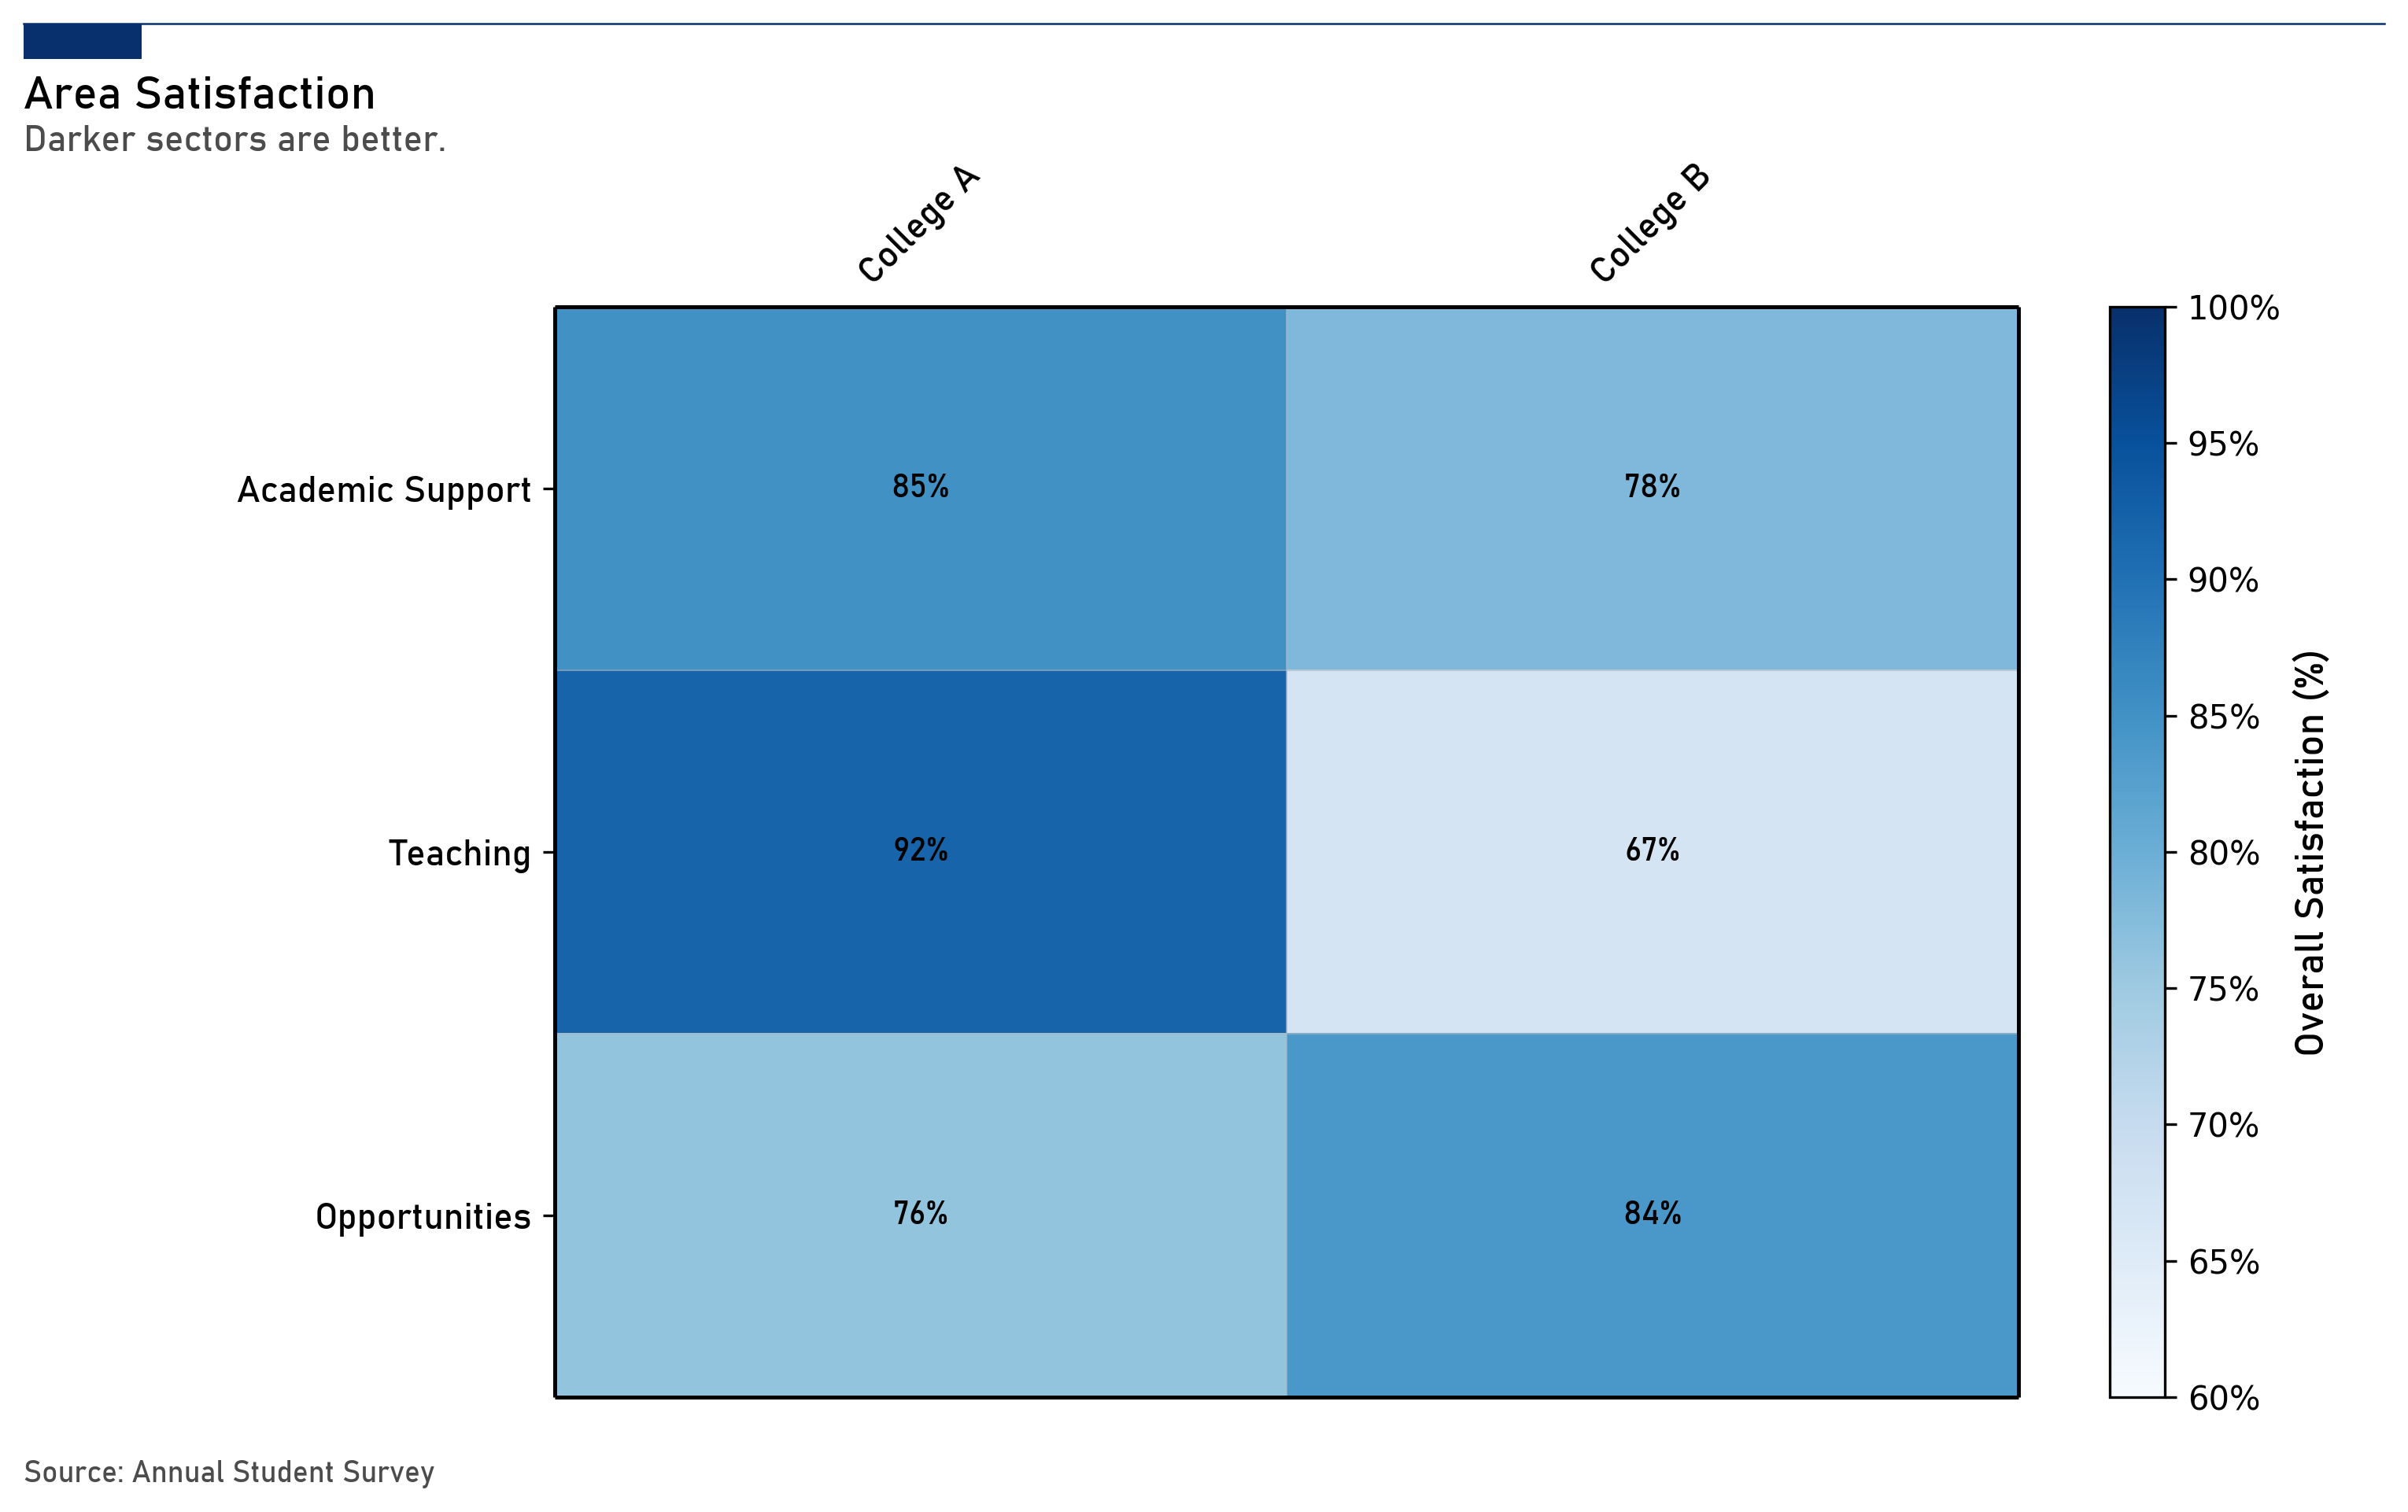 Area Satisfaction
Darker sectors are better.
College A
College B
Academic Support
85%
78%
Teaching
92%
67%
Opportunities
76%
84%
100%
95%
90%
85%
80%
75%
70%
65%
60%
Overall Satisfaction (%)
Source: Annual Student Survey